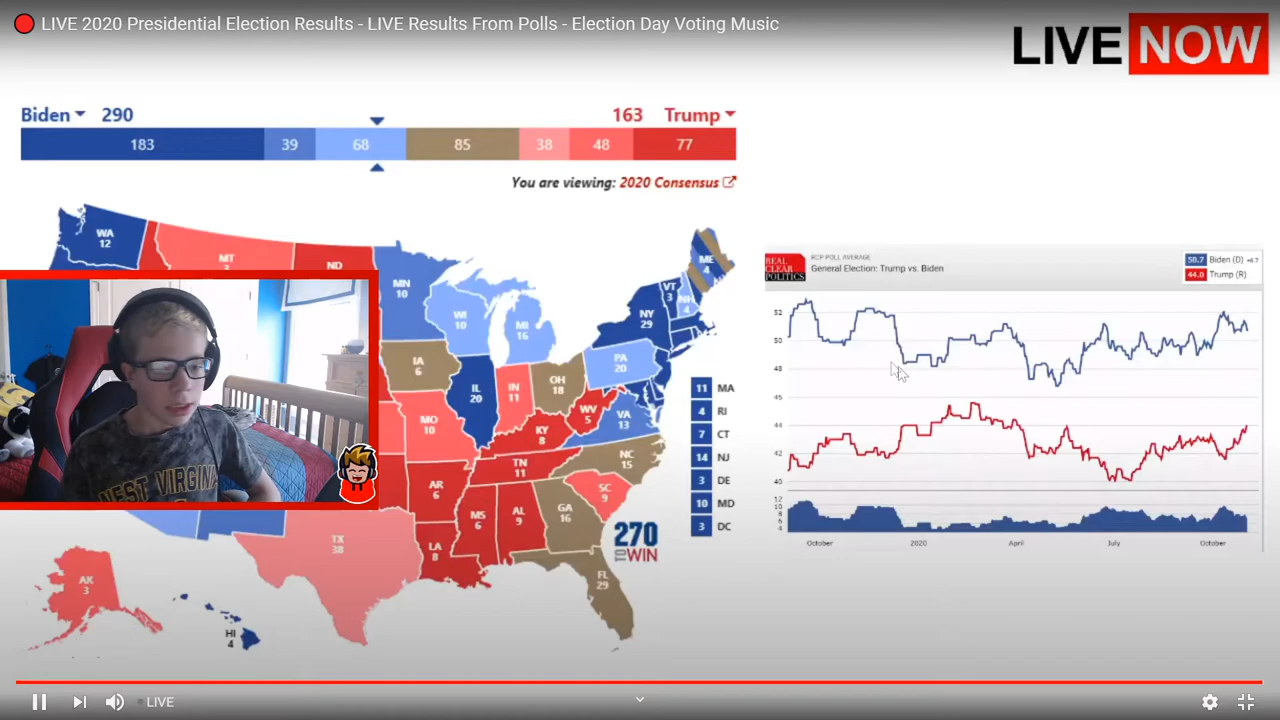 LIVE 2020 Presidential Election Results - LIVE Results From Polls - Election Day Voting Music
LIVE NOW
Biden 290
163 Trump
183 39 68 85 38 48 77
You are viewing: 2020 Consensus
WA
12
MT
3
ND
MN
10
WI
10
MI
16
ME
4
VT
3
NH
4
NY
29
PA
20
IA
6
IL
20
IN
11
OH
18
WV
5
VA
13
MO
10
KY
8
NC
15
TN
11
SC
9
AR
6
MS
6
AL
9
GA
16
TX
38
LA
8
FL
29
AK
3
HI
4
11 MA
4 RI
7 CT
14 NJ
3 DE
10 MD
3 DC
270
TO WIN
WEST VIRGINIA
REAL
CLEAR
POLITICS
RCP POLL AVERAGE
General Election: Trump vs. Biden
50.7 Biden (D) +6.7
44.0 Trump (R)
52
50
48
45
44
42
40
12
10
8
6
4
October 2020 April July October
LIVE